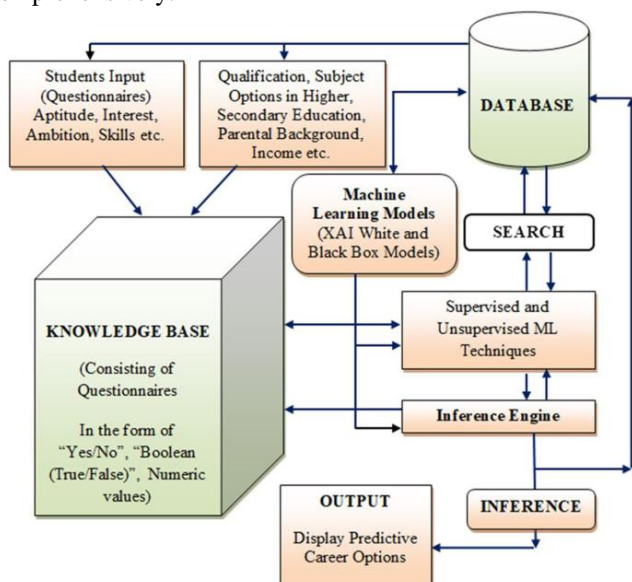 Students Input
(Questionnaires)
Aptitude, Interest,
Ambition, Skills etc.
Qualification, Subject
Options in Higher,
Secondary Education,
Parental Background,
Income etc.
DATABASE
Machine
Learning Models
(XAI White and
Black Box Models)
SEARCH
KNOWLEDGE BASE
(Consisting of
Questionnaires
In the form of
“Yes/No”, “Boolean
(True/False)”, Numeric
values)
Supervised and
Unsupervised ML
Techniques
Inference Engine
INFERENCE
OUTPUT
Display Predictive
Career Options